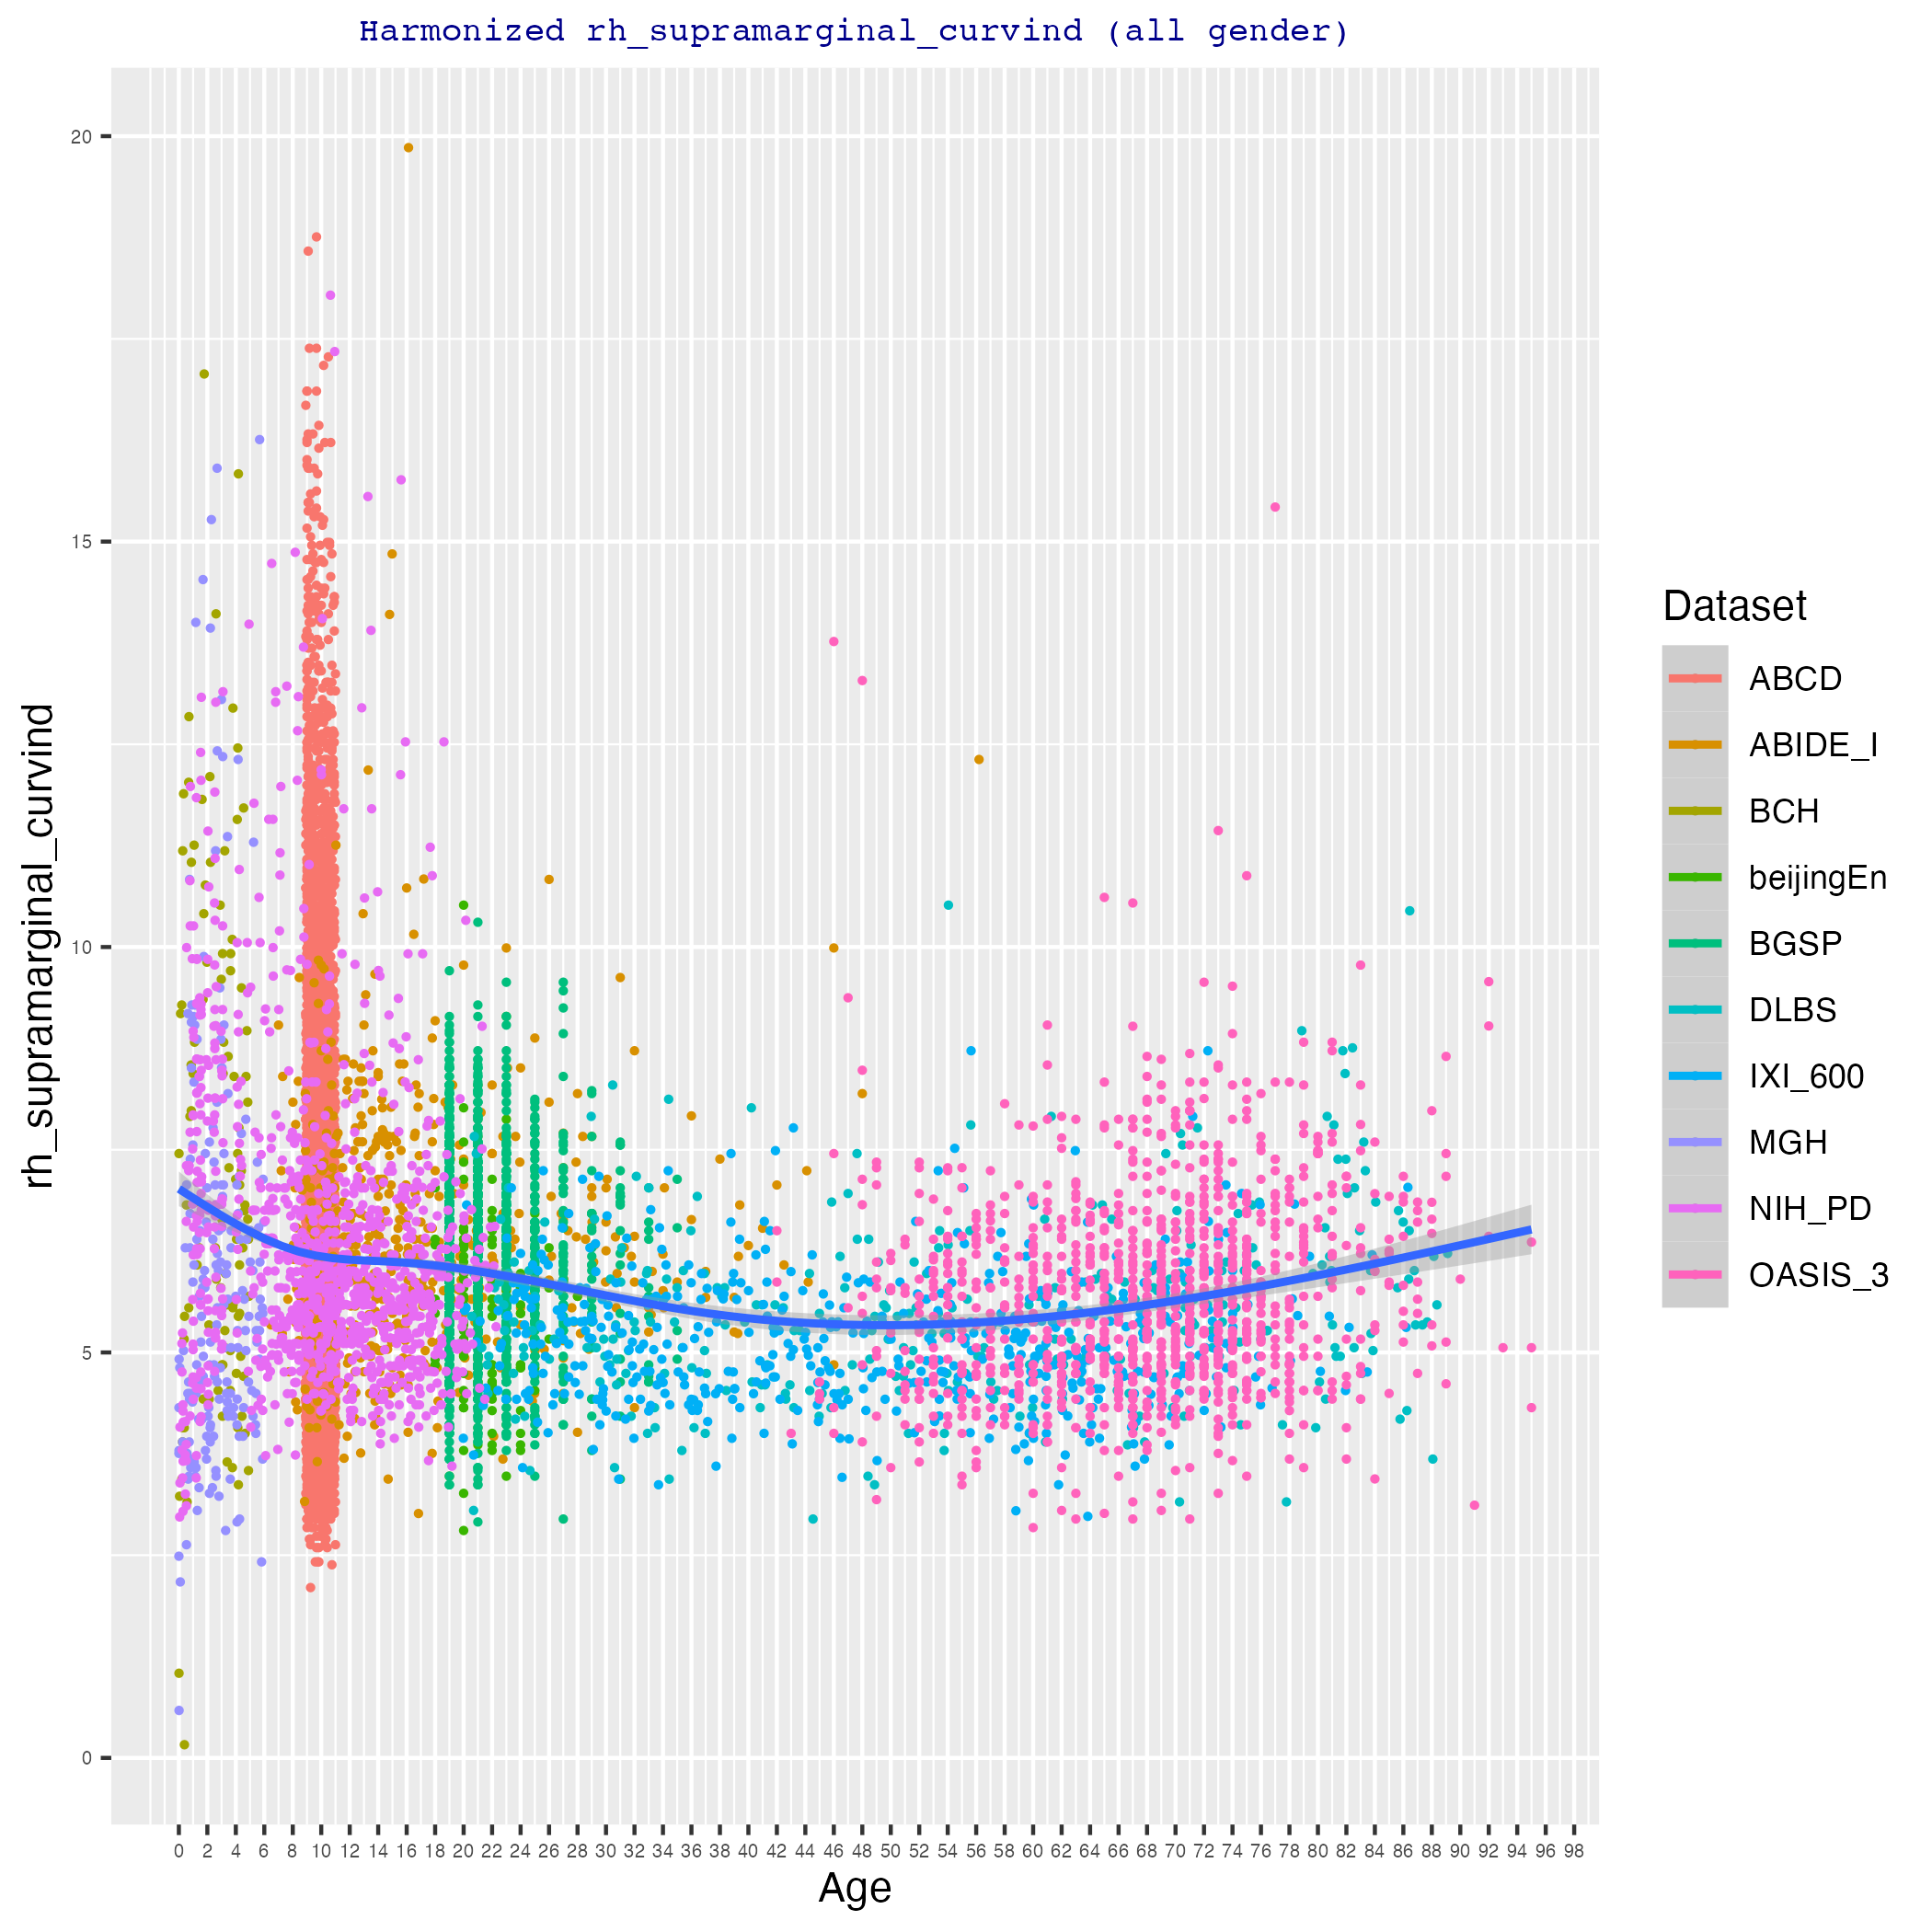 Harmonized rh_supramarginal_curvind (all gender)
rh_supramarginal_curvind
20
15
10
5
0
0 2 4 6 8 10 12 14 16 18 20 22 24 26 28 30 32 34 36 38 40 42 44 46 48 50 52 54 56 58 60 62 64 66 68 70 72 74 76 78 80 82 84 86 88 90 92 94 96 98
Age
Dataset
ABCD
ABIDE_I
BCH
beijingEn
BGSP
DLBS
IXI_600
MGH
NIH_PD
OASIS_3